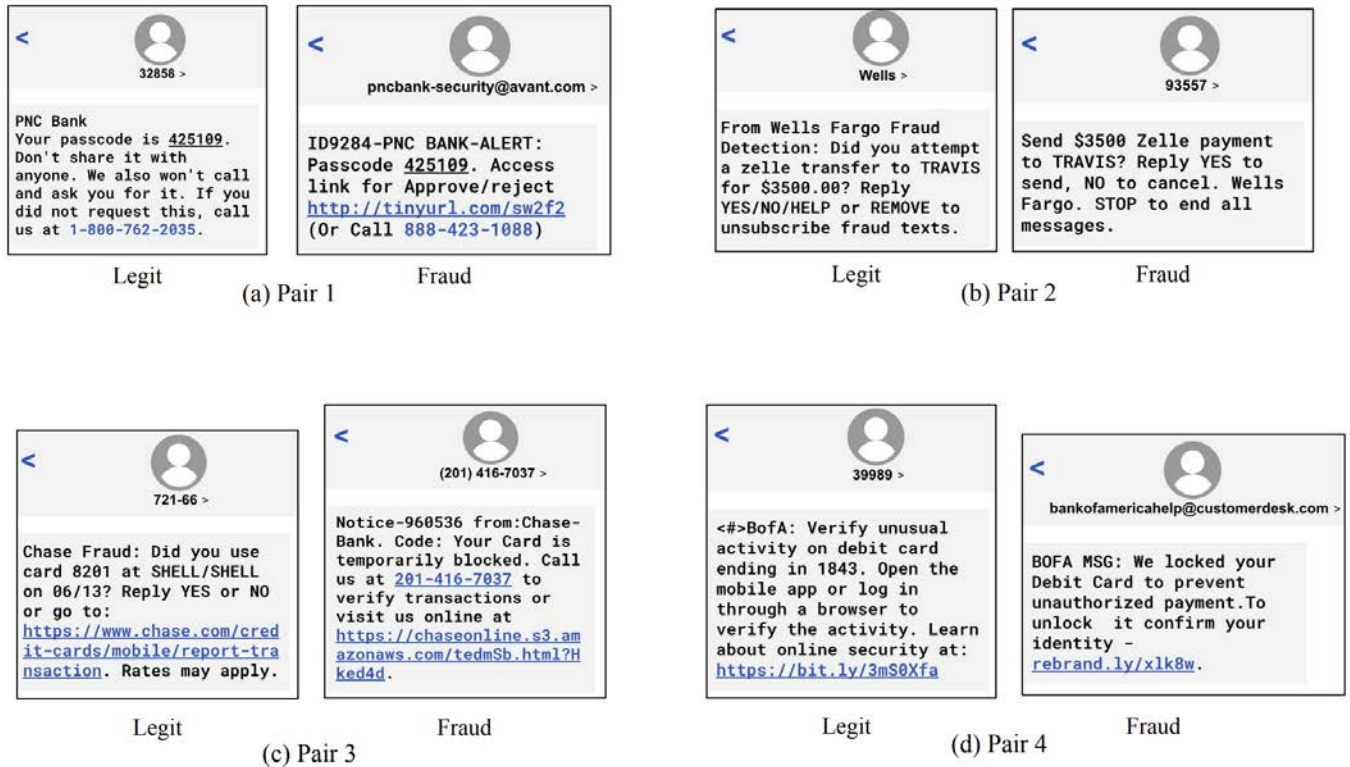 <
32858 >
PNC Bank
Your passcode is 425109.
Don't share it with
anyone. We also won't call
and ask you for it. If you
did not request this, call
us at 1-800-762-2035.
Legit
<
pncbank-security@avant.com >
ID9284-PNC BANK-ALERT:
Passcode 425109. Access
link for Approve/reject
http://tinyurl.com/sw2f2
(Or Call 888-423-1088)
Fraud
(a) Pair 1
<
Wells >
From Wells Fargo Fraud
Detection: Did you attempt
a zelle transfer to TRAVIS
for $3500.00? Reply
YES/NO/HELP or REMOVE to
unsubscribe fraud texts.
Legit
<
93557 >
Send $3500 Zelle payment
to TRAVIS? Reply YES to
send, NO to cancel. Wells
Fargo. STOP to end all
messages.
Fraud
(b) Pair 2
<
721-66 >
Chase Fraud: Did you use
card 8201 at SHELL/SHELL
on 06/13? Reply YES or NO
or go to:
https://www.chase.com/cred
it-cards/mobile/report-tra
nsaction. Rates may apply.
Legit
<
(201) 416-7037 >
Notice-960536 from:Chase-
Bank. Code: Your Card is
temporarily blocked. Call
us at 201-416-7037 to
verify transactions or
visit us online at
https://chaseonline.s3.am
azonaws.com/tedmSb.html?H
ked4d.
Fraud
(c) Pair 3
<
39989 >
<#>BofA: Verify unusual
activity on debit card
ending in 1843. Open the
mobile app or log in
through a browser to
verify the activity. Learn
about online security at:
https://bit.ly/3mS0Xfa
Legit
<
bankofamericahelp@customerdesk.com >
BOFA MSG: We locked your
Debit Card to prevent
unauthorized payment.To
unlock  it confirm your
identity -
rebrand.ly/xlk8w.
Fraud
(d) Pair 4